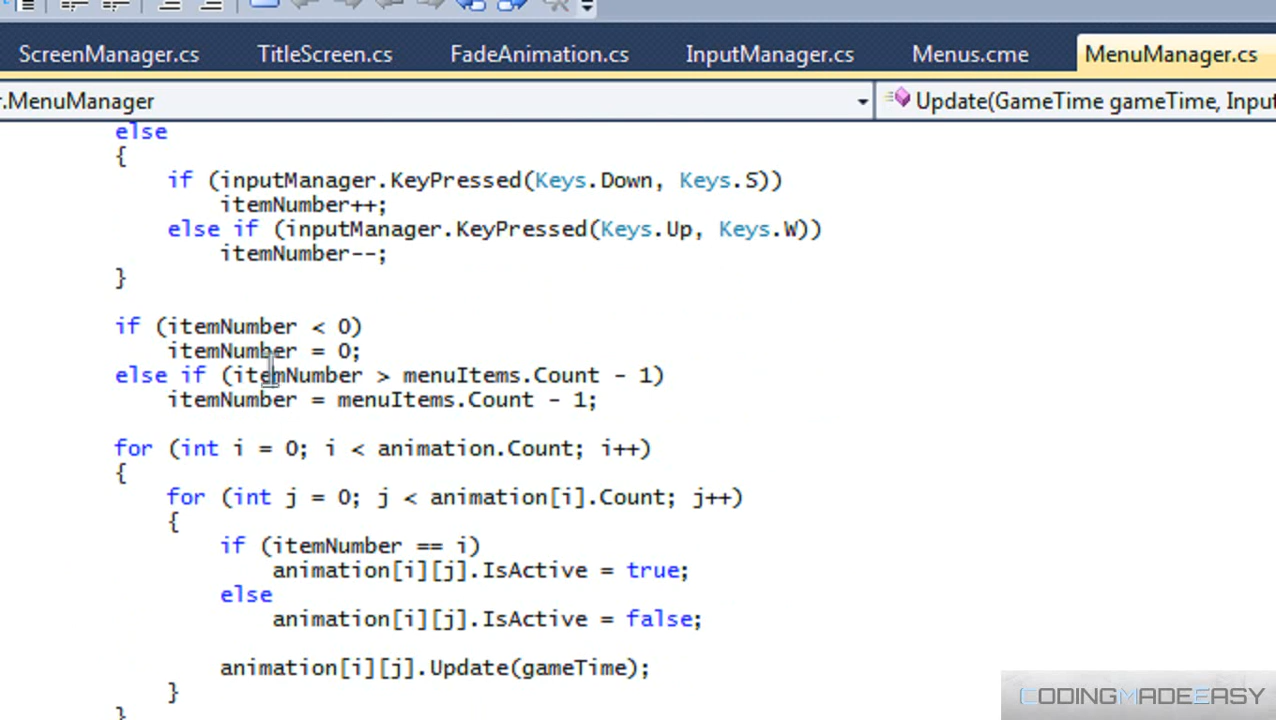 ScreenManager.cs TitleScreen.cs FadeAnimation.cs InputManager.cs Menus.cme MenuManager.cs
r.MenuManager Update(GameTime gameTime, Input
else
{
if (inputManager.KeyPressed(Keys.Down, Keys.S))
itemNumber++;
else if (inputManager.KeyPressed(Keys.Up, Keys.W))
itemNumber--;
}
if (itemNumber < 0)
itemNumber = 0;
else if (itemNumber > menuItems.Count - 1)
itemNumber = menuItems.Count - 1;
for (int i = 0; i < animation.Count; i++)
{
for (int j = 0; j < animation[i].Count; j++)
{
if (itemNumber == i)
animation[i][j].IsActive = true;
else
animation[i][j].IsActive = false;
animation[i][j].Update(gameTime);
}
}
CODINGMADEEASY